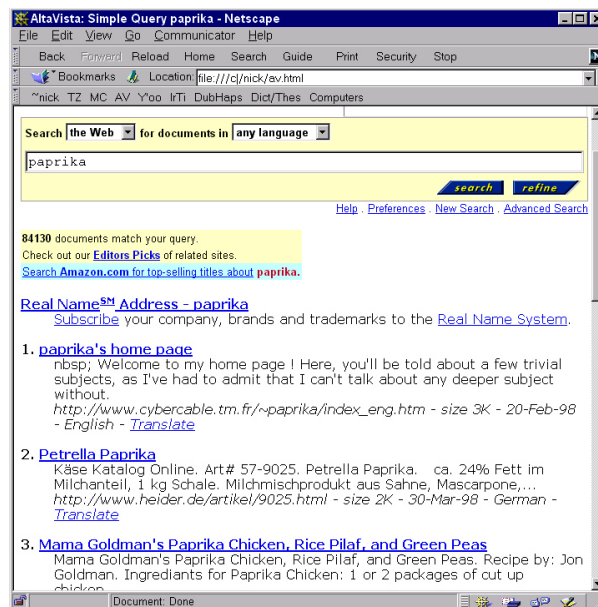 AltaVista: Simple Query paprika - Netscape
File Edit View Go Communicator Help
Back Forward Reload Home Search Guide Print Security Stop
Bookmarks Location: file:///c|/nick/av.html
~nick TZ MC AV Y'oo IrTi DubHaps Dict/Thes Computers
Search the Web for documents in any language
paprika
search refine
Help . Preferences . New Search . Advanced Search
84130 documents match your query.
Check out our Editors Picks of related sites.
Search Amazon.com for top-selling titles about paprika.
Real Name℠ Address - paprika
Subscribe your company, brands and trademarks to the Real Name System.
1. paprika's home page
nbsp; Welcome to my home page ! Here, you'll be told about a few trivial
subjects, as I've had to admit that I can't talk about any deeper subject
without.
http://www.cybercable.tm.fr/~paprika/index_eng.htm - size 3K - 20-Feb-98
- English - Translate
2. Petrella Paprika
Käse Katalog Online. Art# 57-9025. Petrella Paprika. ca. 24% Fett im
Milchanteil, 1 kg Schale. Milchmischprodukt aus Sahne, Mascarpone,...
http://www.heider.de/artikel/9025.html - size 2K - 30-Mar-98 - German -
Translate
3. Mama Goldman's Paprika Chicken, Rice Pilaf, and Green Peas
Mama Goldman's Paprika Chicken, Rice Pilaf, and Green Peas. Recipe by: Jon
Goldman. Ingrediants for Paprika Chicken: 1 or 2 packages of cut up
chicken
Document: Done